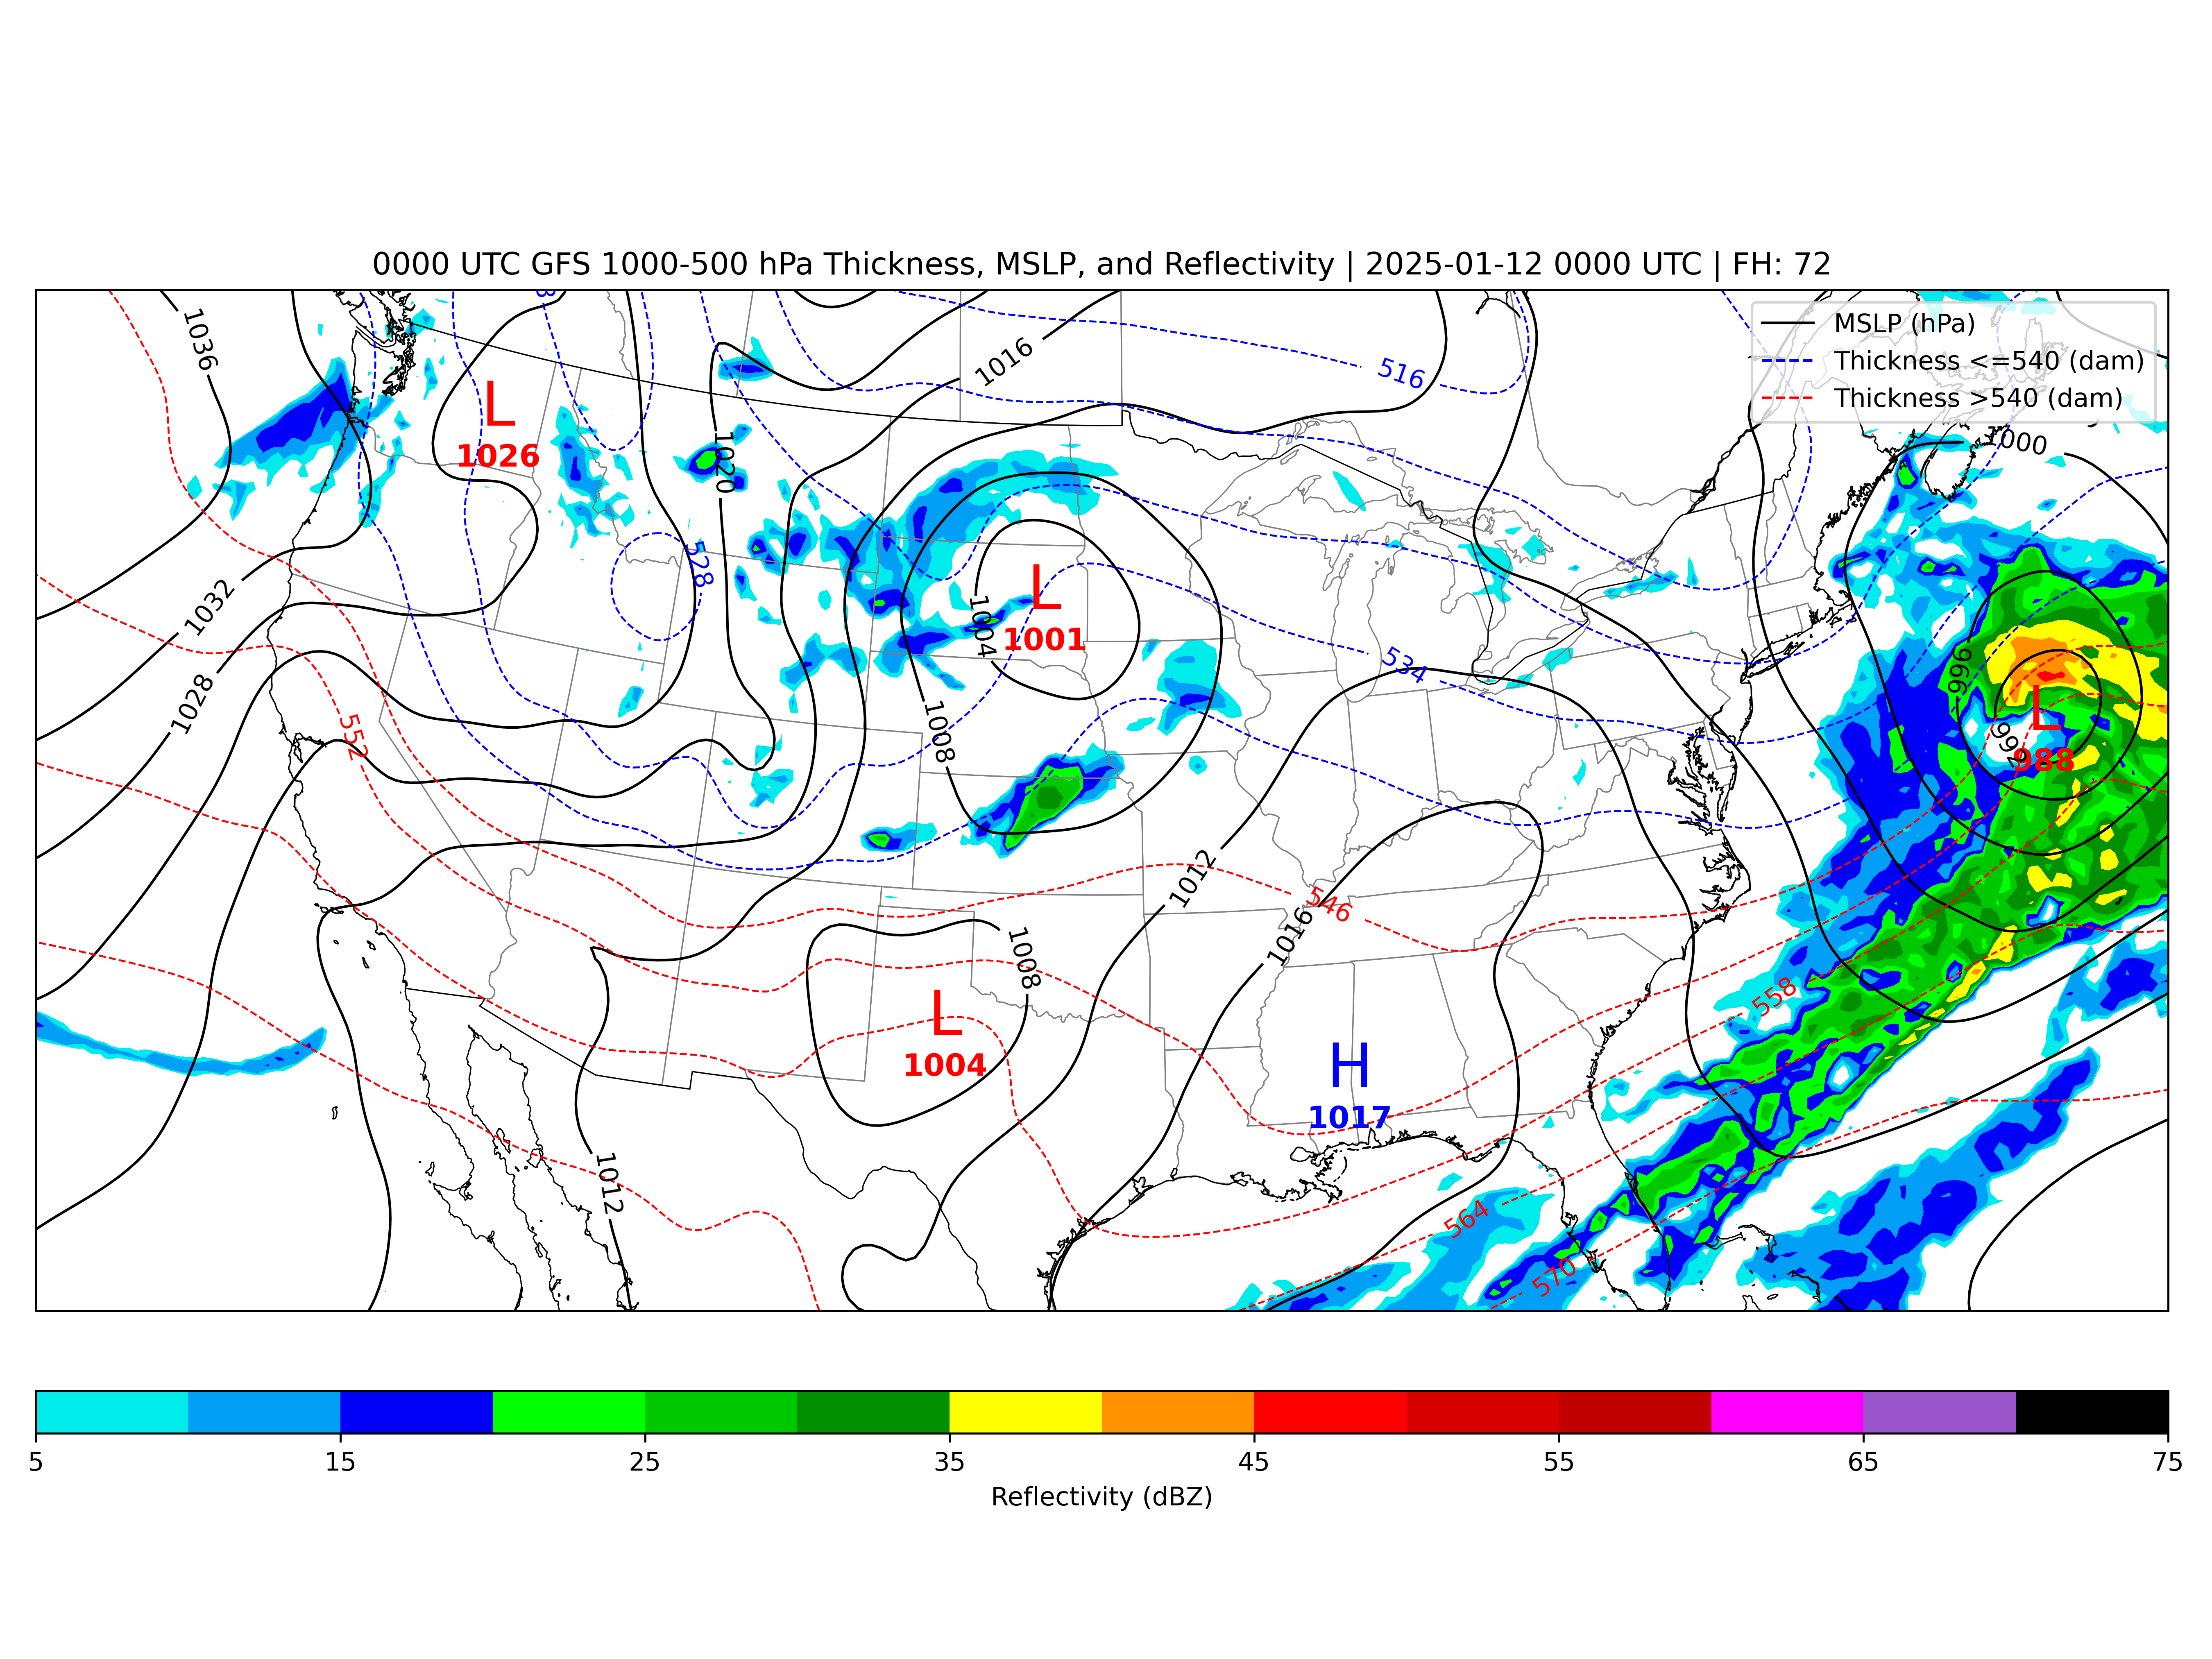 0000 UTC GFS 1000-500 hPa Thickness, MSLP, and Reflectivity | 2025-01-12 0000 UTC | FH: 72
MSLP (hPa)
Thickness <=540 (dam)
Thickness >540 (dam)
1036
1016
516
L
1026
1020
1000
528
L
1001
1004
1032
1028
552
534
996
L
992
988
1008
1012
546
1016
1008
558
L
1004
H
1017
1012
564
570
5 15 25 35 45 55 65 75
Reflectivity (dBZ)